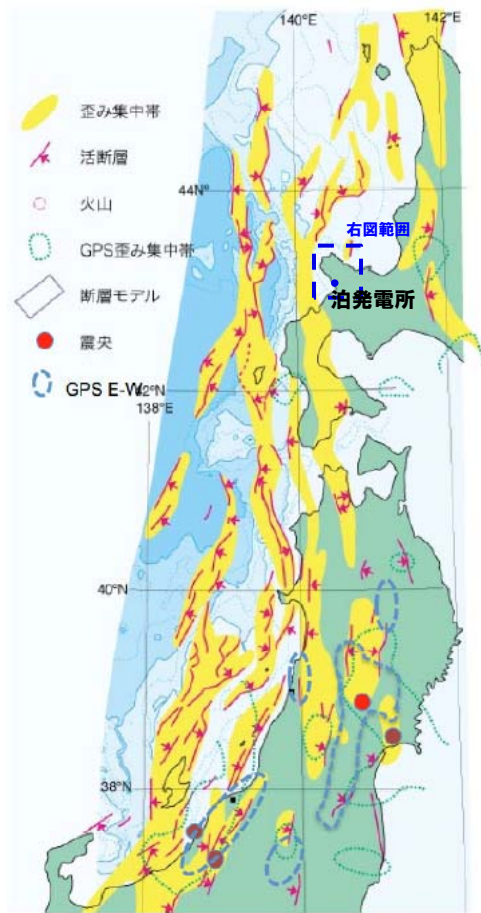 140°E
142°E
歪み集中帯
活断層
火山
44N°
右図範囲
GPS歪み集中帯
泊発電所
断層モデル
震央
GPS E-W
42°N
138°E
40°N
38°N